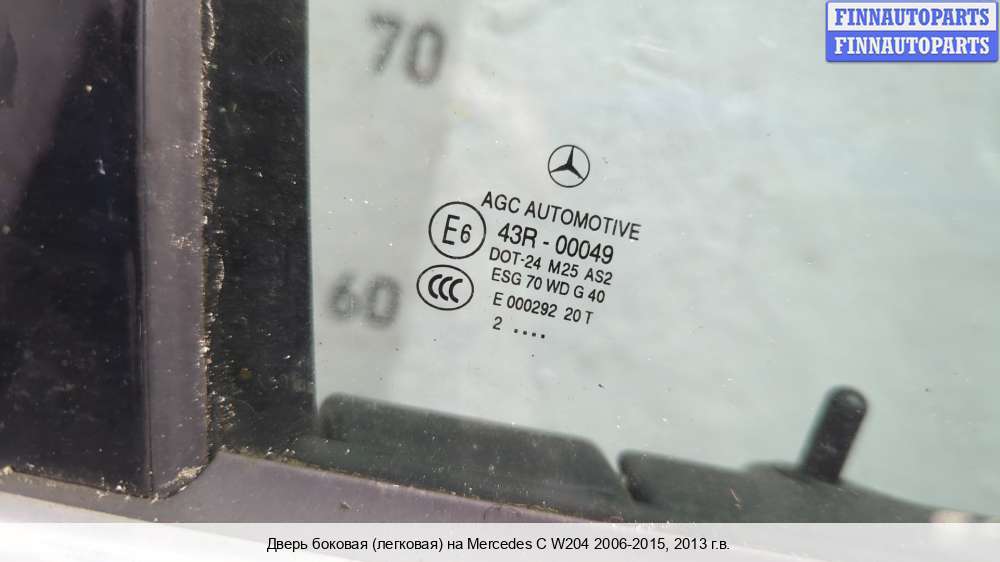 FINNAUTOPARTS
FINNAUTOPARTS
70
60
AGC AUTOMOTIVE
E6 43R - 00049
DOT-24 M25 AS2
CCC ESG 70 WD G 40
E 000292 20 T
2 ....
Дверь боковая (легковая) на Mercedes C W204 2006-2015, 2013 г.в.